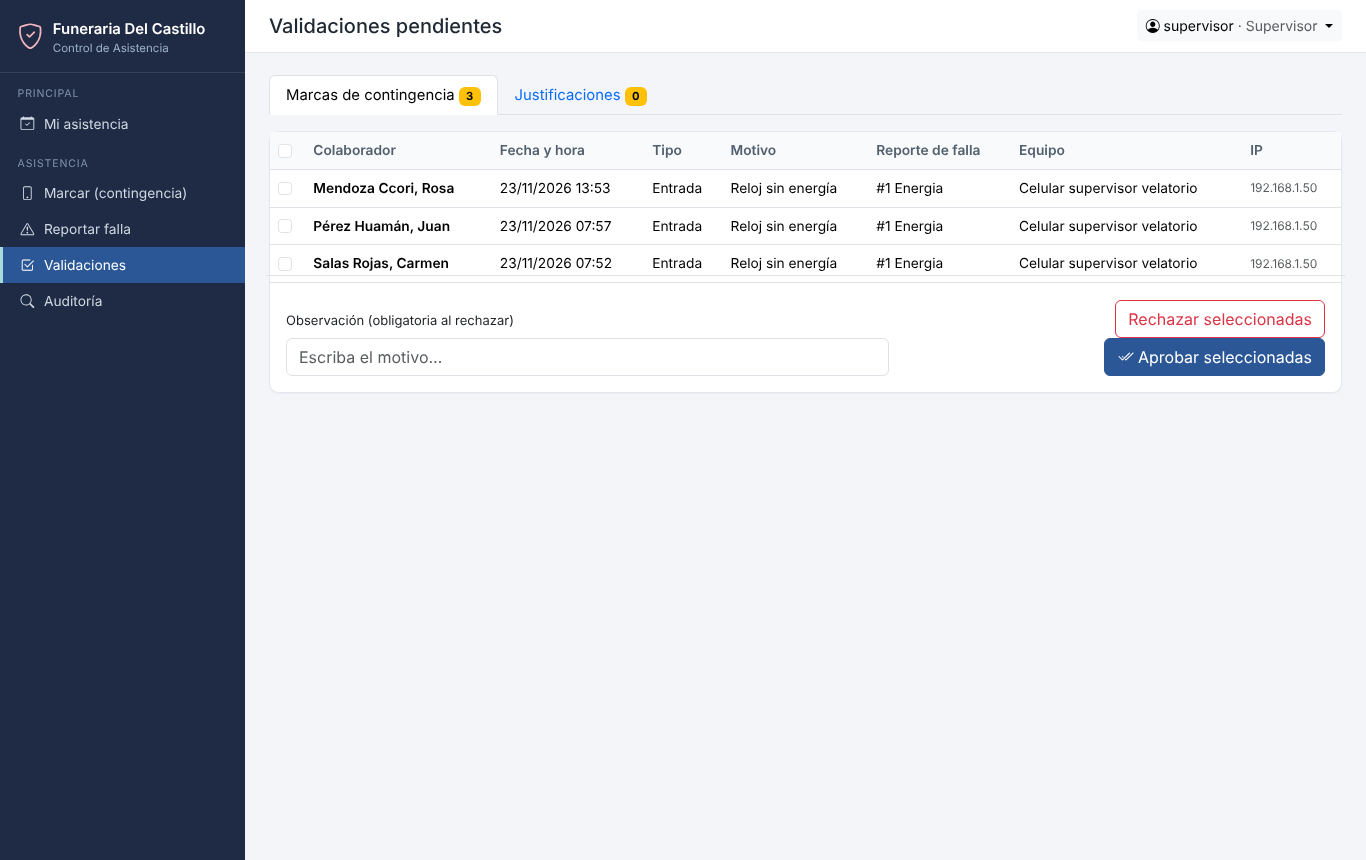 Funeraria Del Castillo
Control de Asistencia
PRINCIPAL
Mi asistencia
ASISTENCIA
Marcar (contingencia)
Reportar falla
Validaciones
Auditoría
Validaciones pendientes
supervisor · Supervisor
Marcas de contingencia 3
Justificaciones 0
Colaborador Fecha y hora Tipo Motivo Reporte de falla Equipo IP
Mendoza Ccori, Rosa 23/11/2026 13:53 Entrada Reloj sin energía #1 Energia Celular supervisor velatorio 192.168.1.50
Pérez Huamán, Juan 23/11/2026 07:57 Entrada Reloj sin energía #1 Energia Celular supervisor velatorio 192.168.1.50
Salas Rojas, Carmen 23/11/2026 07:52 Entrada Reloj sin energía #1 Energia Celular supervisor velatorio 192.168.1.50
Observación (obligatoria al rechazar)
Escriba el motivo...
Rechazar seleccionadas
Aprobar seleccionadas